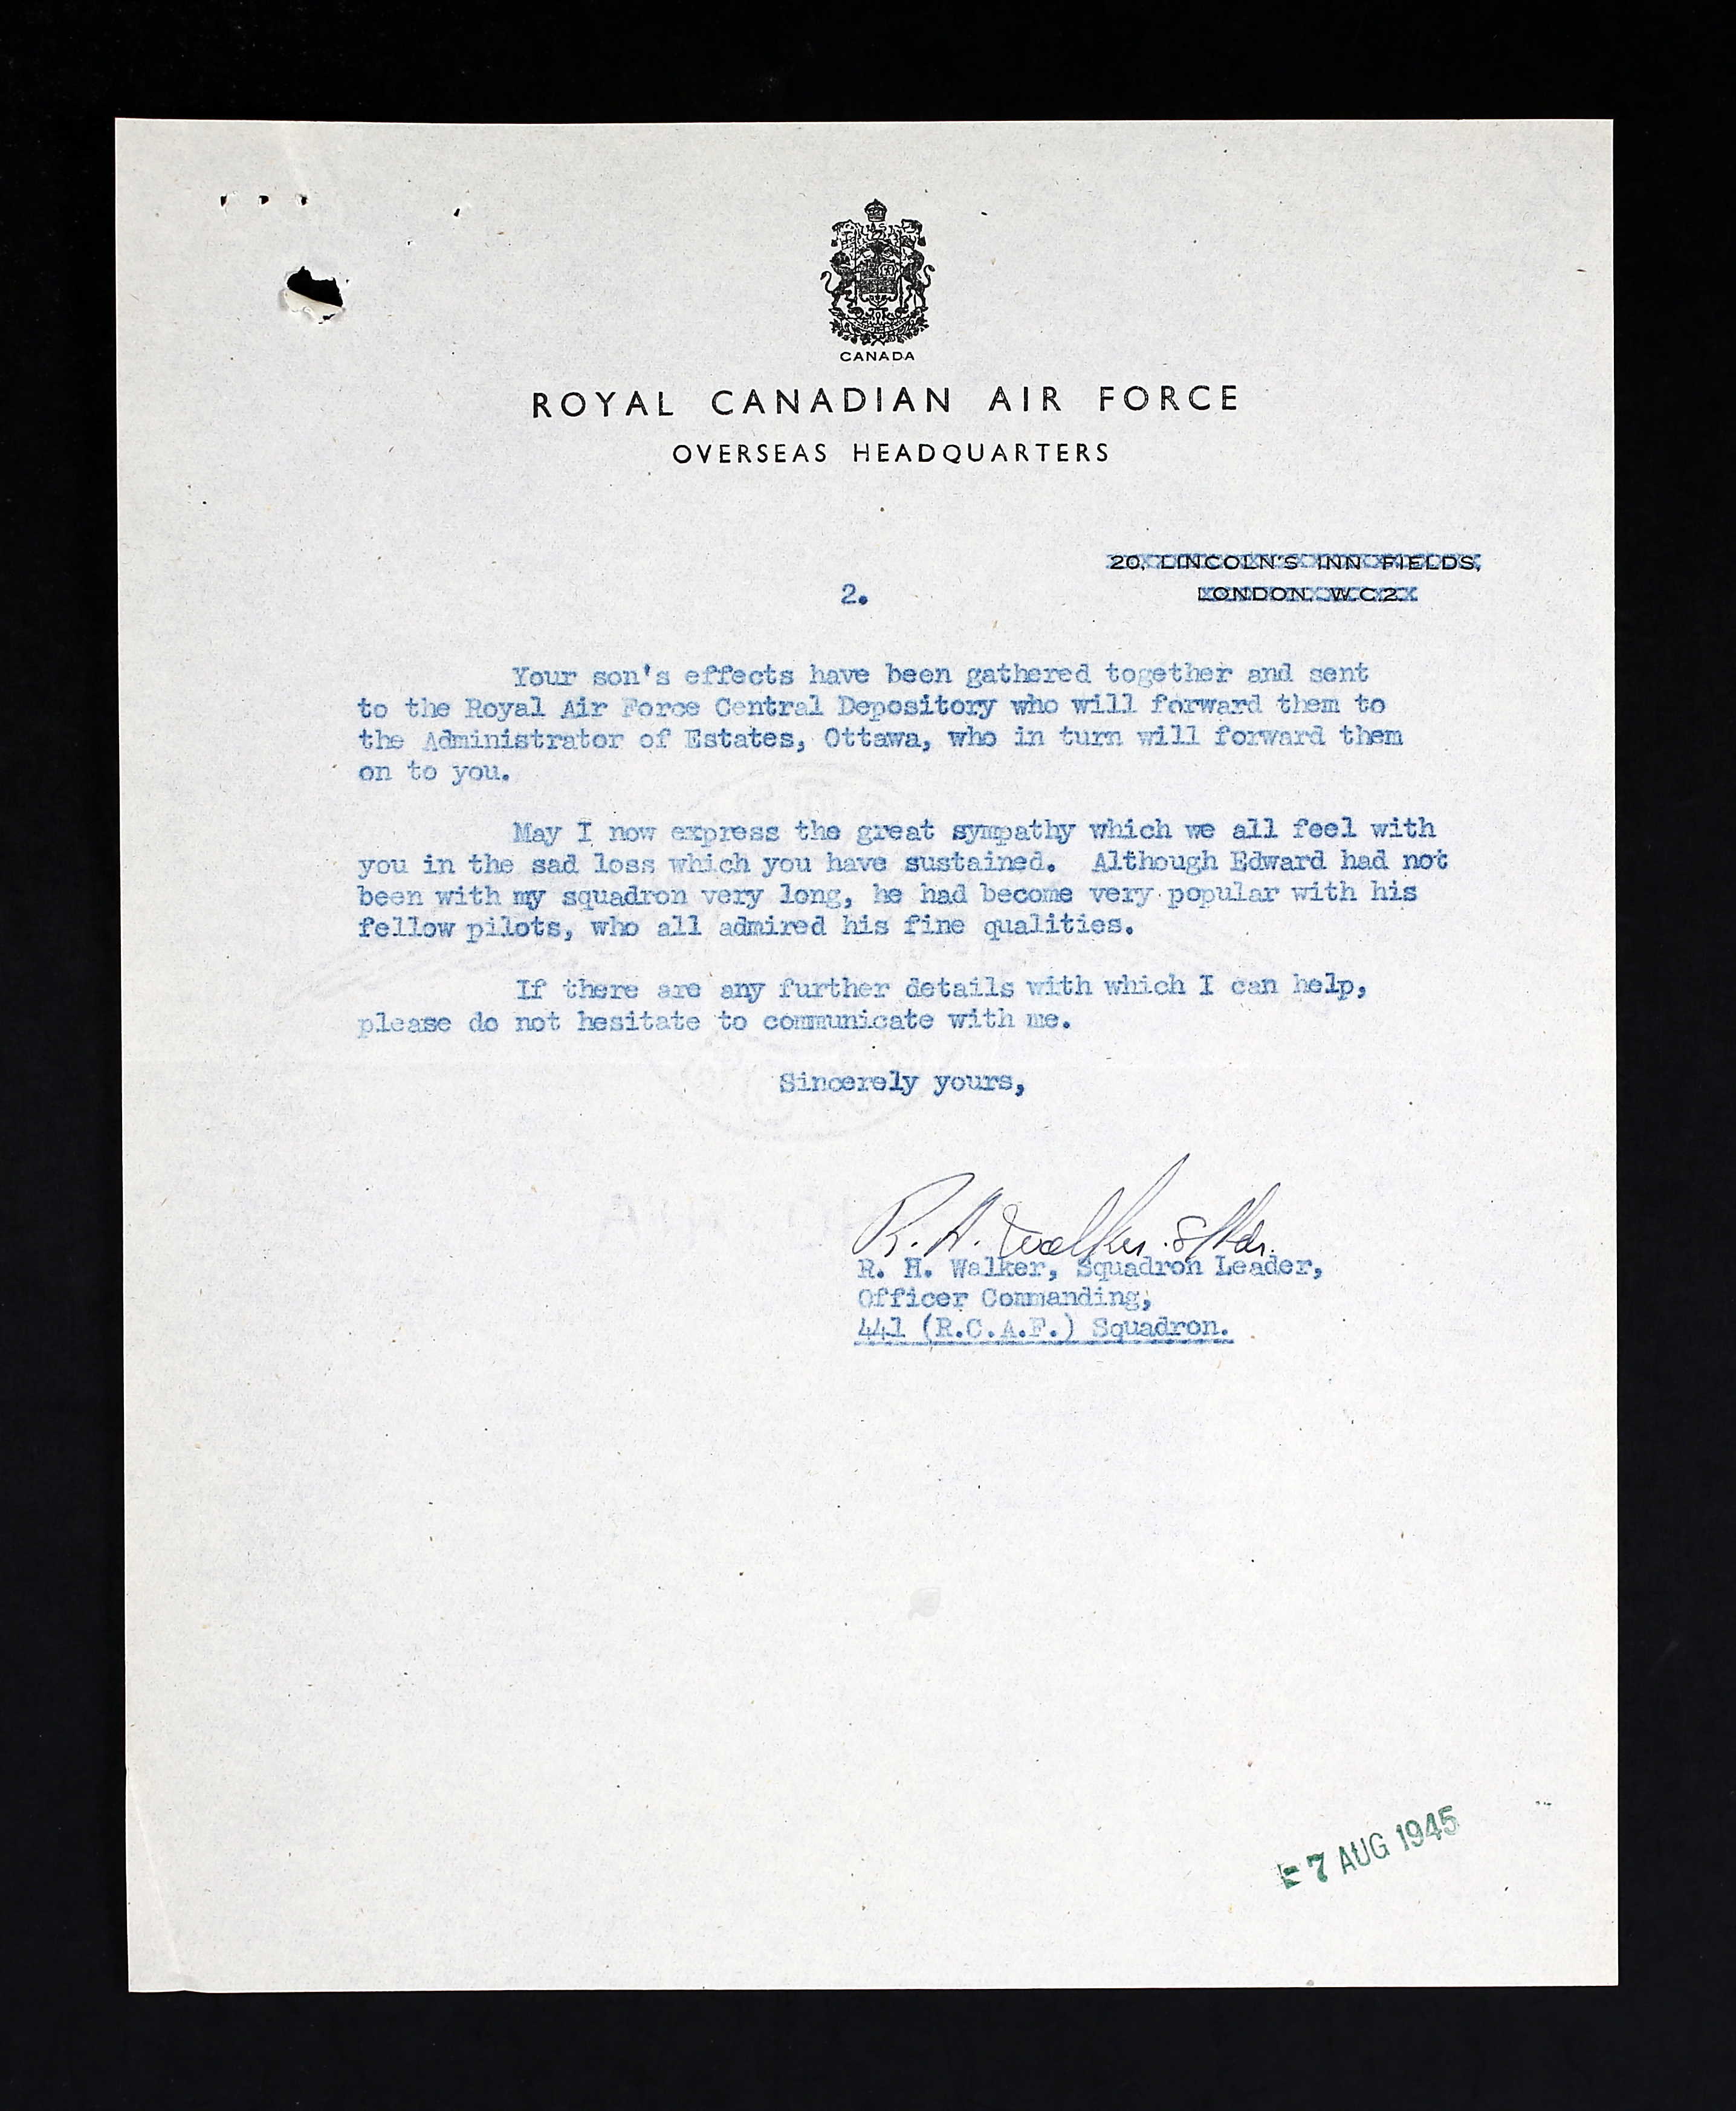 CANADA
ROYAL CANADIAN AIR FORCE
OVERSEAS HEADQUARTERS
20, LINCOLN'S INN FIELDS,
LONDON. W.C.2.
2.
Your son's effects have been gathered together and sent
to the Royal Air Force Central Depository who will forward them to
the Administrator of Estates, Ottawa, who in turn will forward them
on to you.
May I now express the great sympathy which we all feel with
you in the sad loss which you have sustained. Although Edward had not
been with my squadron very long, he had become very popular with his
fellow pilots, who all admired his fine qualities.
If there are any further details with which I can help,
please do not hesitate to communicate with me.
Sincerely yours,
R. H. Walker S/Ldr.
R. H. Walker, Squadron Leader,
Officer Commanding,
441 (R.C.A.F.) Squadron.
7 AUG 1945